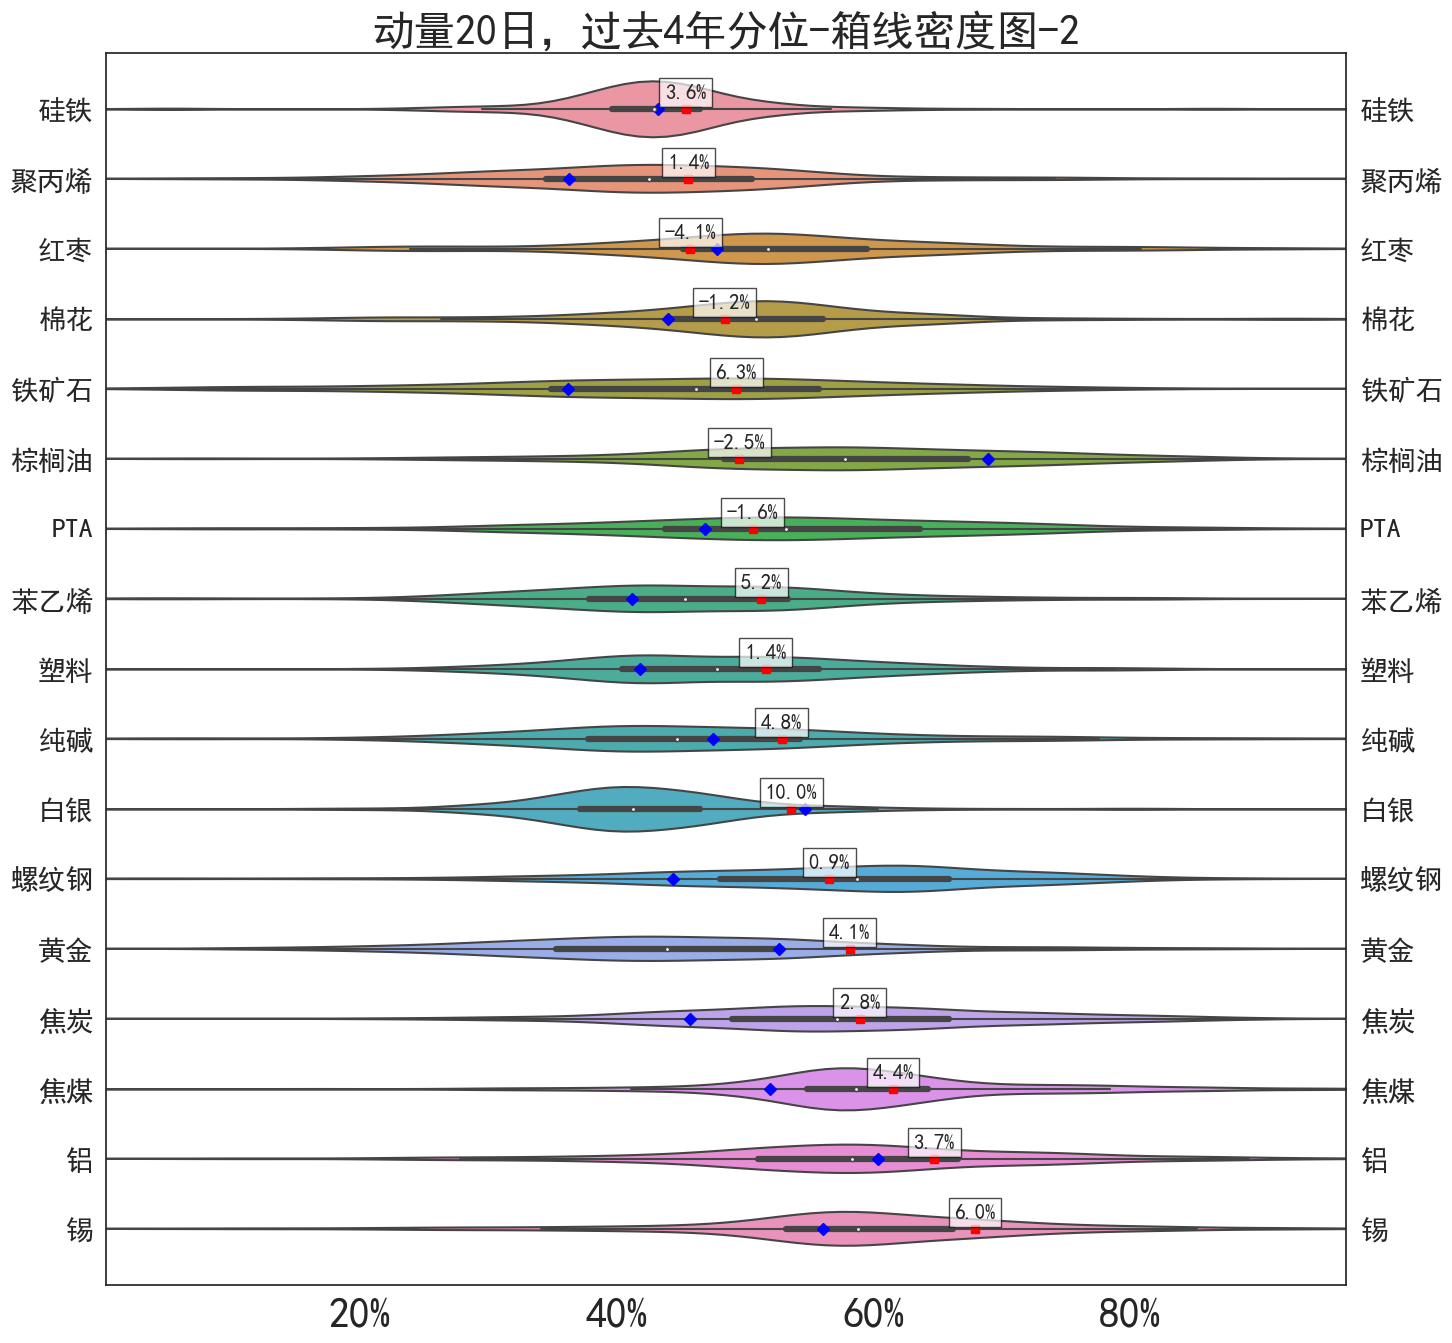 动量20日，过去4年分位-箱线密度图-2
硅铁 3.6% 硅铁
聚丙烯 1.4% 聚丙烯
红枣 -4.1% 红枣
棉花 -1.2% 棉花
铁矿石 6.3% 铁矿石
棕榈油 -2.5% 棕榈油
PTA -1.6% PTA
苯乙烯 5.2% 苯乙烯
塑料 1.4% 塑料
纯碱 4.8% 纯碱
白银 10.0% 白银
螺纹钢 0.9% 螺纹钢
黄金 4.1% 黄金
焦炭 2.8% 焦炭
焦煤 4.4% 焦煤
铝 3.7% 铝
锡 6.0% 锡
20% 40% 60% 80%